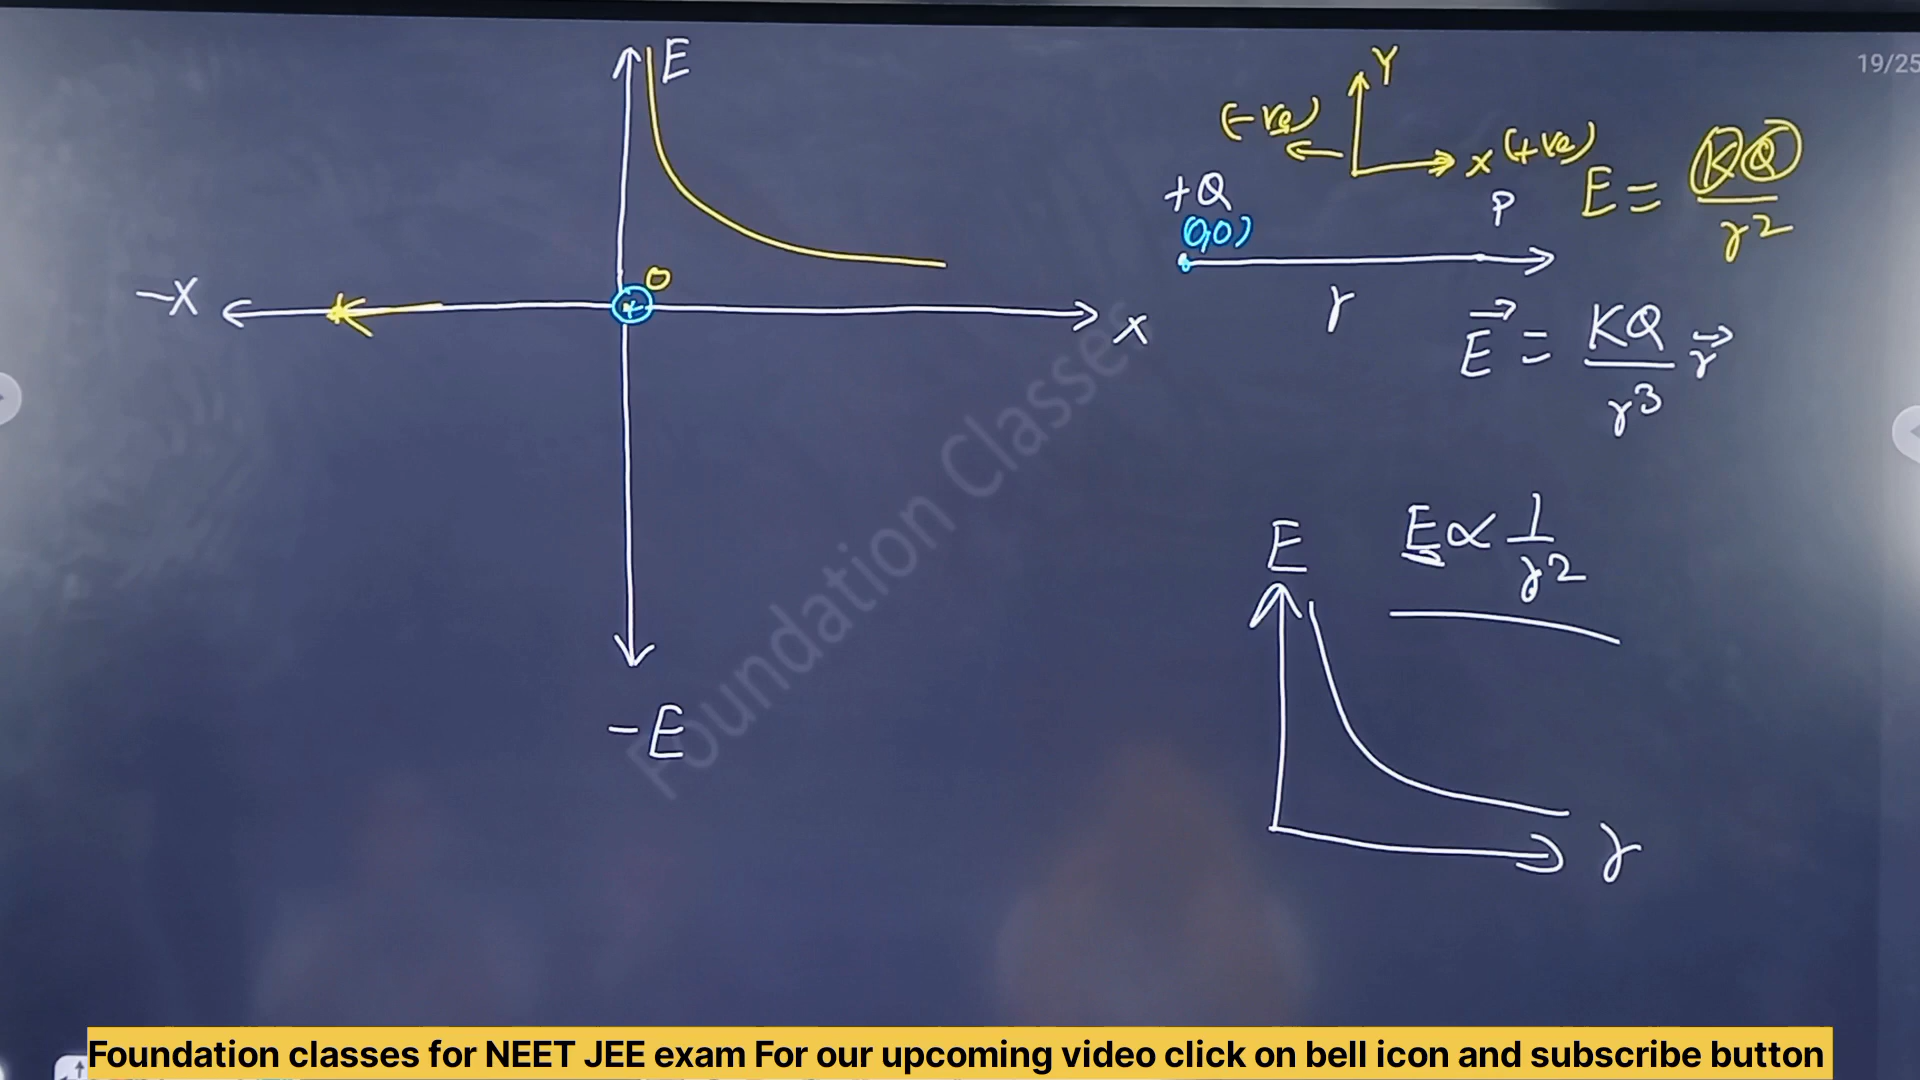 E
-X
O
X
-E
Y
(-ve)
X (+ve)
+Q
(0,0)
P
r
E = KQ/r²
E⃗ = KQ/r³ r⃗
E
E ∝ 1/r²
r
19/25
Foundation Classes
Foundation classes for NEET JEE exam For our upcoming video click on bell icon and subscribe button